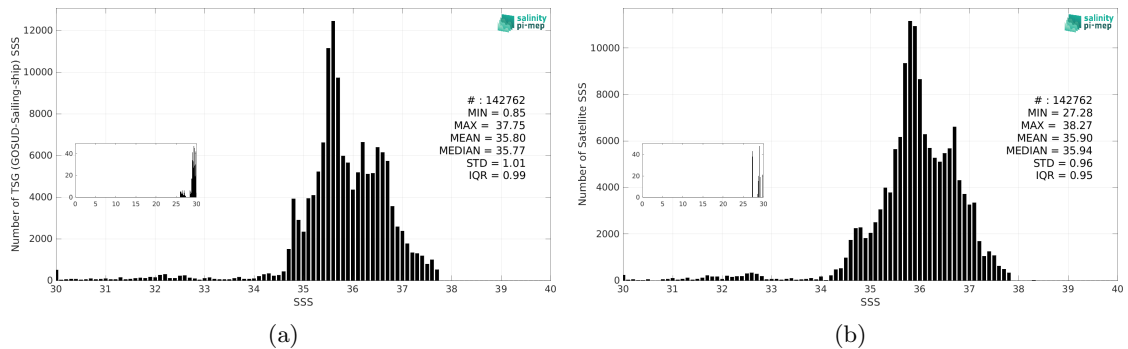 salinity
pi-mep
12000
10000
8000
6000
4000
2000
0
Number of TSG (GOSUD-Sailing-ship) SSS
# : 142762
MIN = 0.85
MAX = 37.75
MEAN = 35.80
MEDIAN = 35.77
STD = 1.01
IQR = 0.99
40
20
0
0 5 10 15 20 25 30
30 31 32 33 34 35 36 37 38 39 40
SSS
(a)
salinity
pi-mep
10000
8000
6000
4000
2000
0
Number of Satellite SSS
# : 142762
MIN = 27.28
MAX = 38.27
MEAN = 35.90
MEDIAN = 35.94
STD = 0.96
IQR = 0.95
40
20
0
0 5 10 15 20 25 30
30 31 32 33 34 35 36 37 38 39 40
SSS
(b)